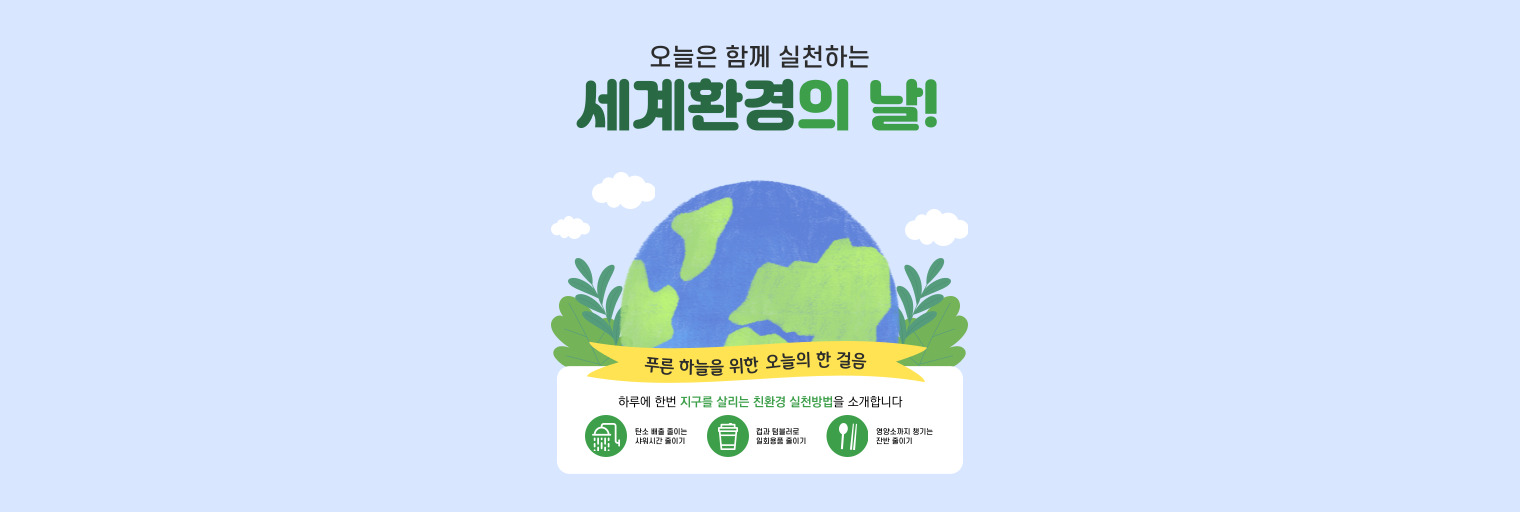 오늘은 함께 실천하는
세계환경의 날!
푸른 하늘을 위한 오늘의 한 걸음
하루에 한번 지구를 살리는 친환경 실천방법을 소개합니다
탄소 배출 줄이는
샤워시간 줄이기
컵과 텀블러로
일회용품 줄이기
영양소까지 챙기는
잔반 줄이기